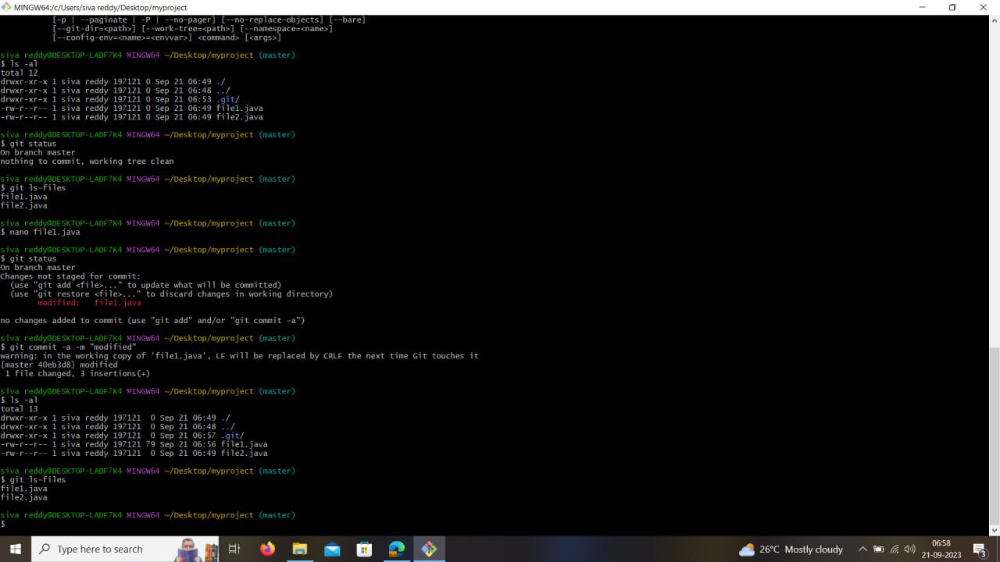 MINGW64:/c/Users/siva reddy/Desktop/myproject
[-p | --paginate | -P | --no-pager] [--no-replace-objects] [--bare]
[--git-dir=<path>] [--work-tree=<path>] [--namespace=<name>]
[--config-env=<name>=<envvar>] <command> [<args>]
siva reddy@DESKTOP-LADF7K4 MINGW64 ~/Desktop/myproject (master)
$ ls -al
total 12
drwxr-xr-x 1 siva reddy 197121 0 Sep 21 06:49 ./
drwxr-xr-x 1 siva reddy 197121 0 Sep 21 06:48 ../
drwxr-xr-x 1 siva reddy 197121 0 Sep 21 06:53 .git/
-rw-r--r-- 1 siva reddy 197121 0 Sep 21 06:49 file1.java
-rw-r--r-- 1 siva reddy 197121 0 Sep 21 06:49 file2.java
siva reddy@DESKTOP-LADF7K4 MINGW64 ~/Desktop/myproject (master)
$ git status
On branch master
nothing to commit, working tree clean
siva reddy@DESKTOP-LADF7K4 MINGW64 ~/Desktop/myproject (master)
$ git ls-files
file1.java
file2.java
siva reddy@DESKTOP-LADF7K4 MINGW64 ~/Desktop/myproject (master)
$ nano file1.java
siva reddy@DESKTOP-LADF7K4 MINGW64 ~/Desktop/myproject (master)
$ git status
On branch master
Changes not staged for commit:
(use "git add <file>..." to update what will be committed)
(use "git restore <file>..." to discard changes in working directory)
modified:   file1.java
no changes added to commit (use "git add" and/or "git commit -a")
siva reddy@DESKTOP-LADF7K4 MINGW64 ~/Desktop/myproject (master)
$ git commit -a -m "modified"
warning: in the working copy of 'file1.java', LF will be replaced by CRLF the next time Git touches it
[master 40eb3d8] modified
1 file changed, 3 insertions(+)
siva reddy@DESKTOP-LADF7K4 MINGW64 ~/Desktop/myproject (master)
$ ls -al
total 13
drwxr-xr-x 1 siva reddy 197121  0 Sep 21 06:49 ./
drwxr-xr-x 1 siva reddy 197121  0 Sep 21 06:48 ../
drwxr-xr-x 1 siva reddy 197121  0 Sep 21 06:57 .git/
-rw-r--r-- 1 siva reddy 197121 79 Sep 21 06:56 file1.java
-rw-r--r-- 1 siva reddy 197121  0 Sep 21 06:49 file2.java
siva reddy@DESKTOP-LADF7K4 MINGW64 ~/Desktop/myproject (master)
$ git ls-files
file1.java
file2.java
siva reddy@DESKTOP-LADF7K4 MINGW64 ~/Desktop/myproject (master)
$
Type here to search
26°C Mostly cloudy
06:58
21-09-2023
3